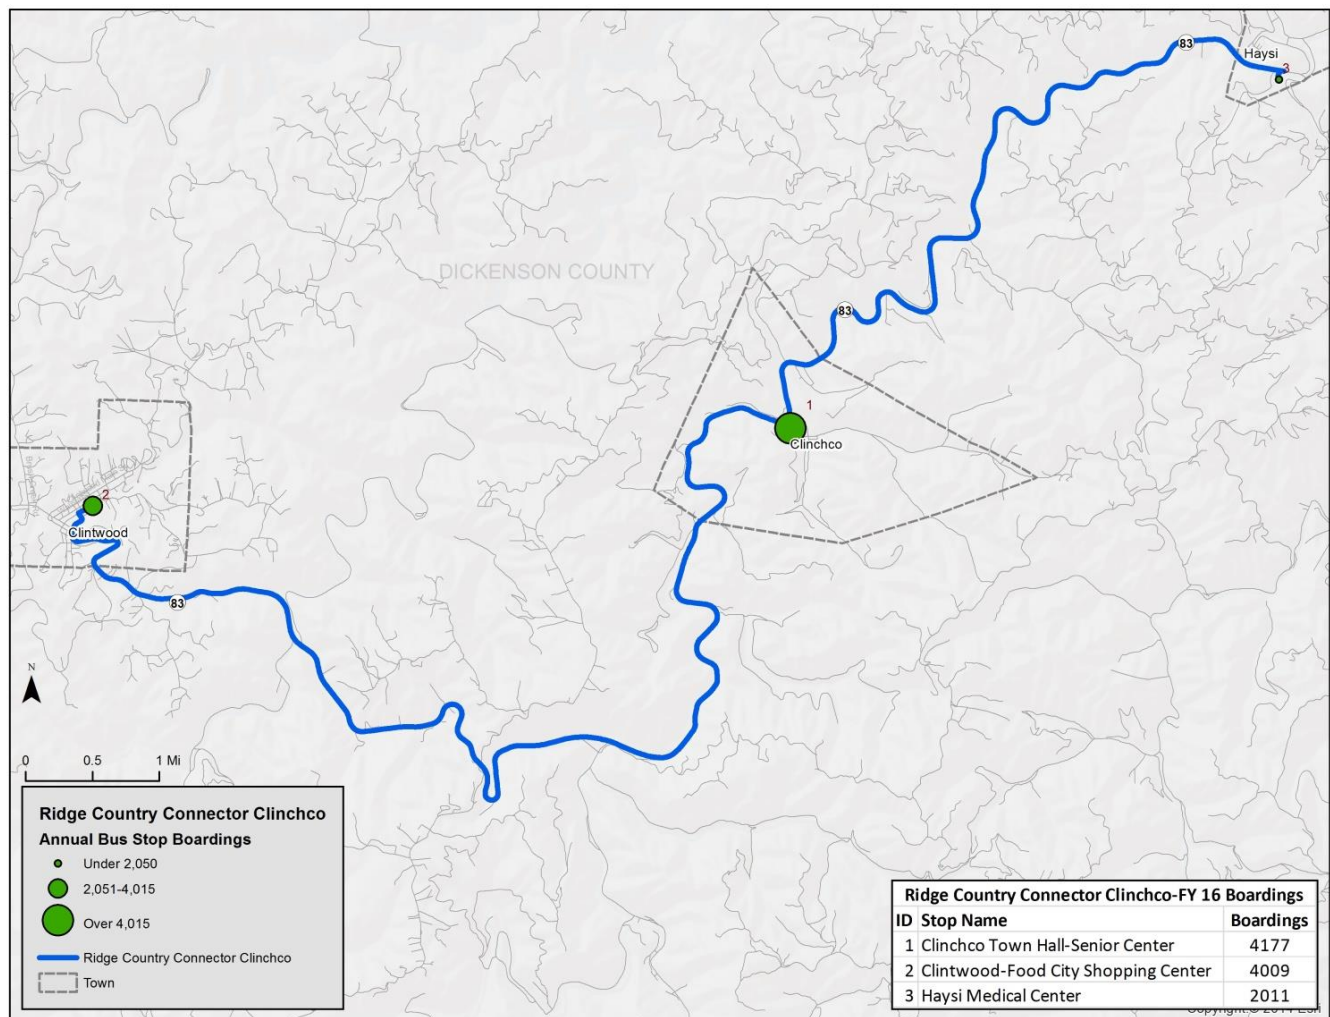 83
Haysi
3
DICKENSON COUNTY
83
1
Clinchco
2
Clintwood
83
N
0 0.5 1 Mi
Ridge Country Connector Clinchco
Annual Bus Stop Boardings
Under 2,050
2,051-4,015
Over 4,015
Ridge Country Connector Clinchco
Town
Ridge Country Connector Clinchco-FY 16 Boardings
ID Stop Name Boardings
1 Clinchco Town Hall-Senior Center 4177
2 Clintwood-Food City Shopping Center 4009
3 Haysi Medical Center 2011